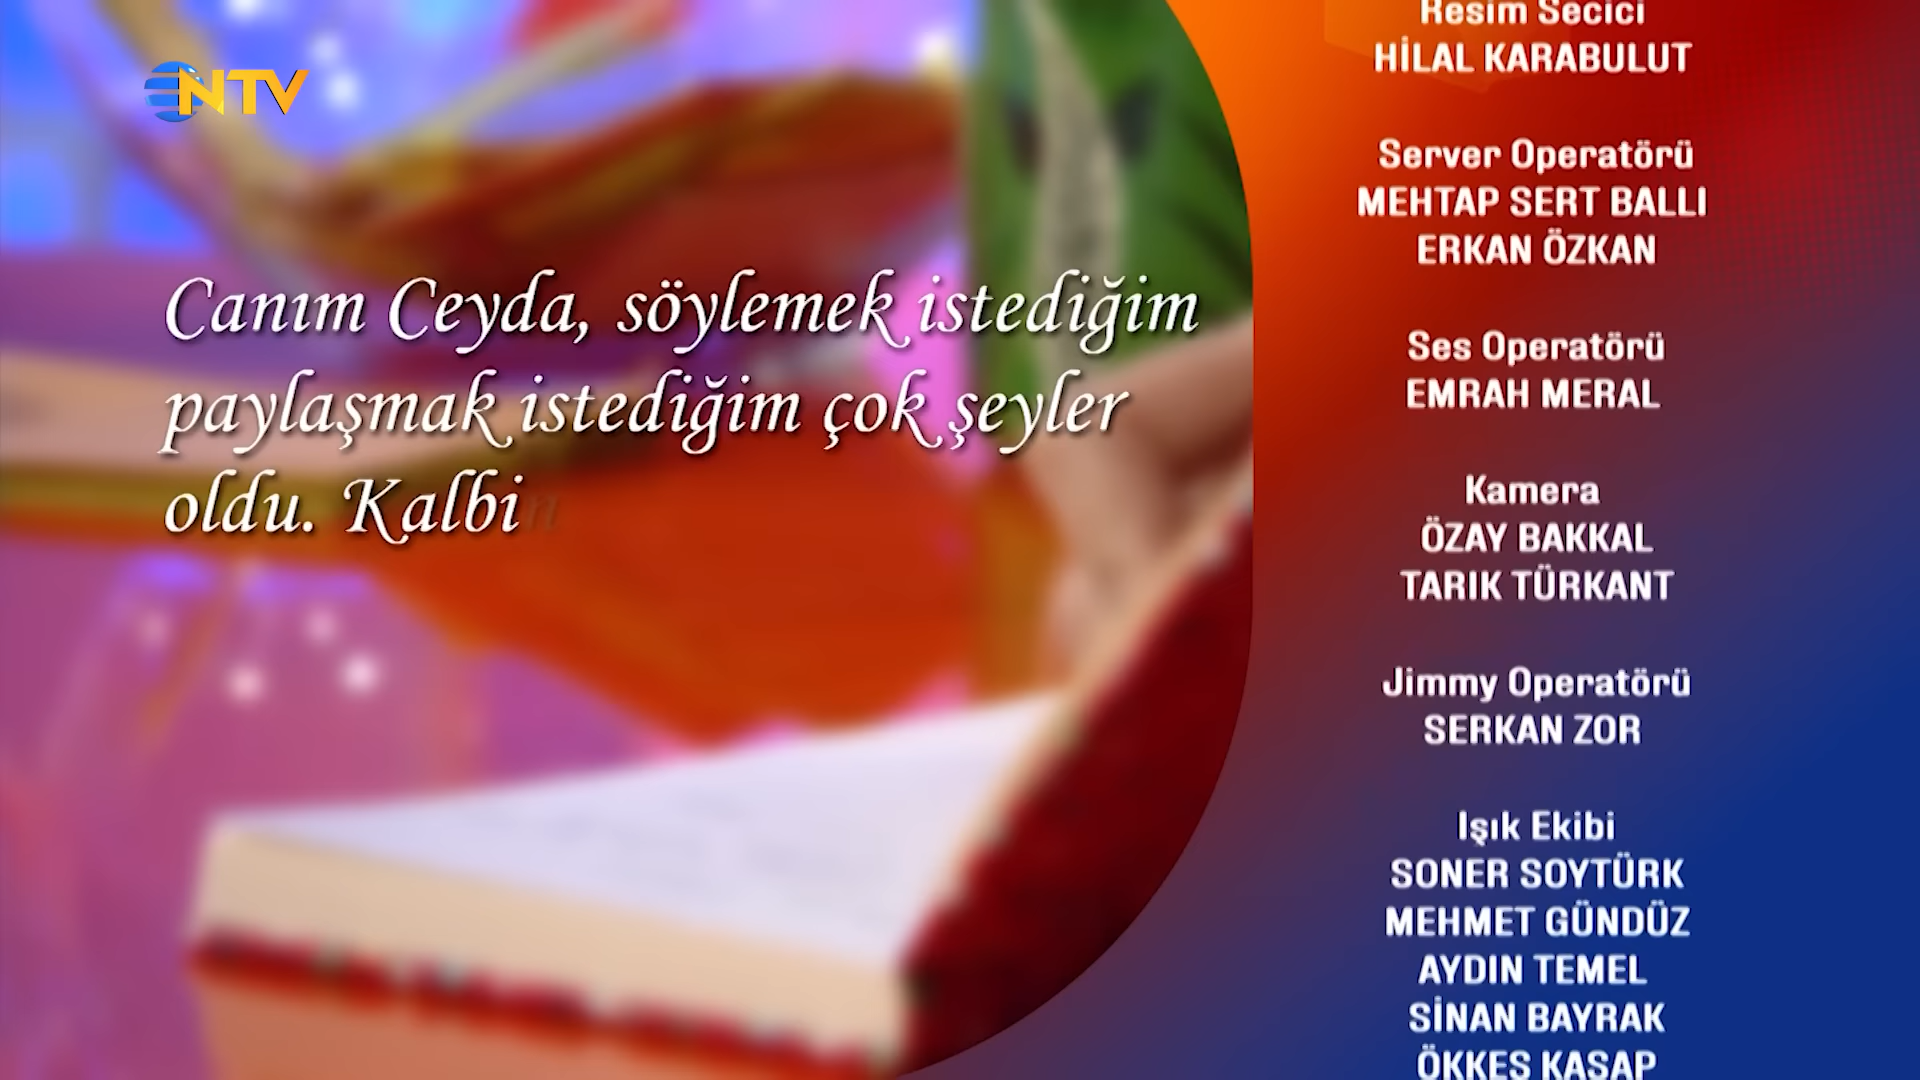 NTV
Canım Ceyda, söylemek istediğim
paylaşmak istediğim çok şeyler
oldu. Kalbin
Resim Seçici
HİLAL KARABULUT
Server Operatörü
MEHTAP SERT BALLI
ERKAN ÖZKAN
Ses Operatörü
EMRAH MERAL
Kamera
ÖZAY BAKKAL
TARIK TÜRKANT
Jimmy Operatörü
SERKAN ZOR
Işık Ekibi
SONER SOYTÜRK
MEHMET GÜNDÜZ
AYDIN TEMEL
SİNAN BAYRAK
ÖKKEŞ KASAP